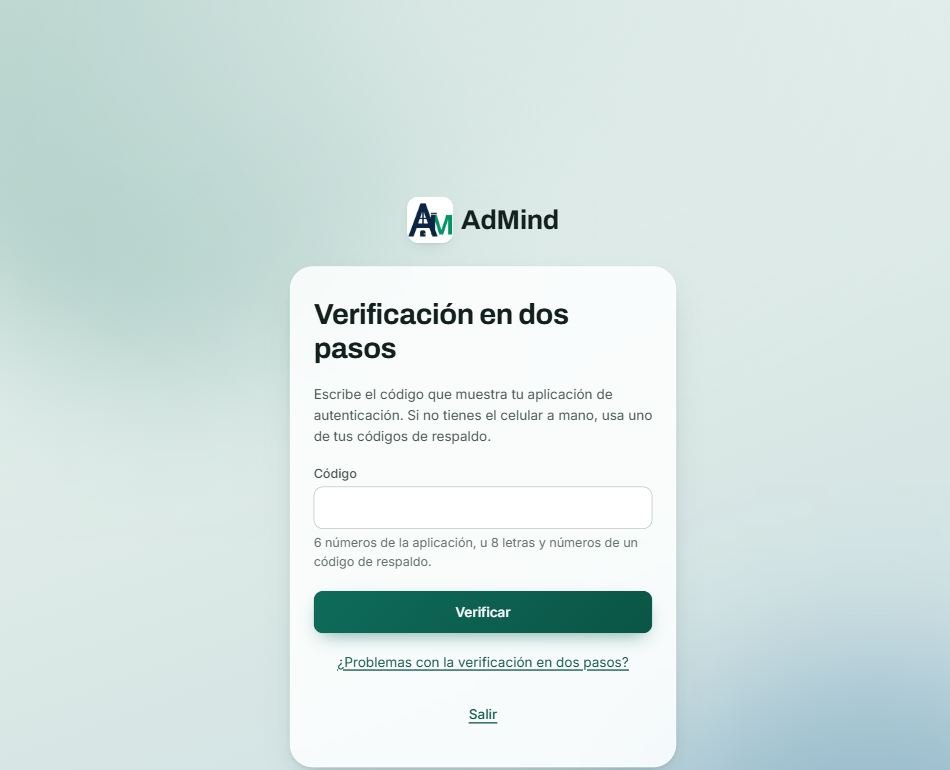 AM AdMind
Verificación en dos
pasos
Escribe el código que muestra tu aplicación de
autenticación. Si no tienes el celular a mano, usa uno
de tus códigos de respaldo.
Código
6 números de la aplicación, u 8 letras y números de un
código de respaldo.
Verificar
¿Problemas con la verificación en dos pasos?
Salir